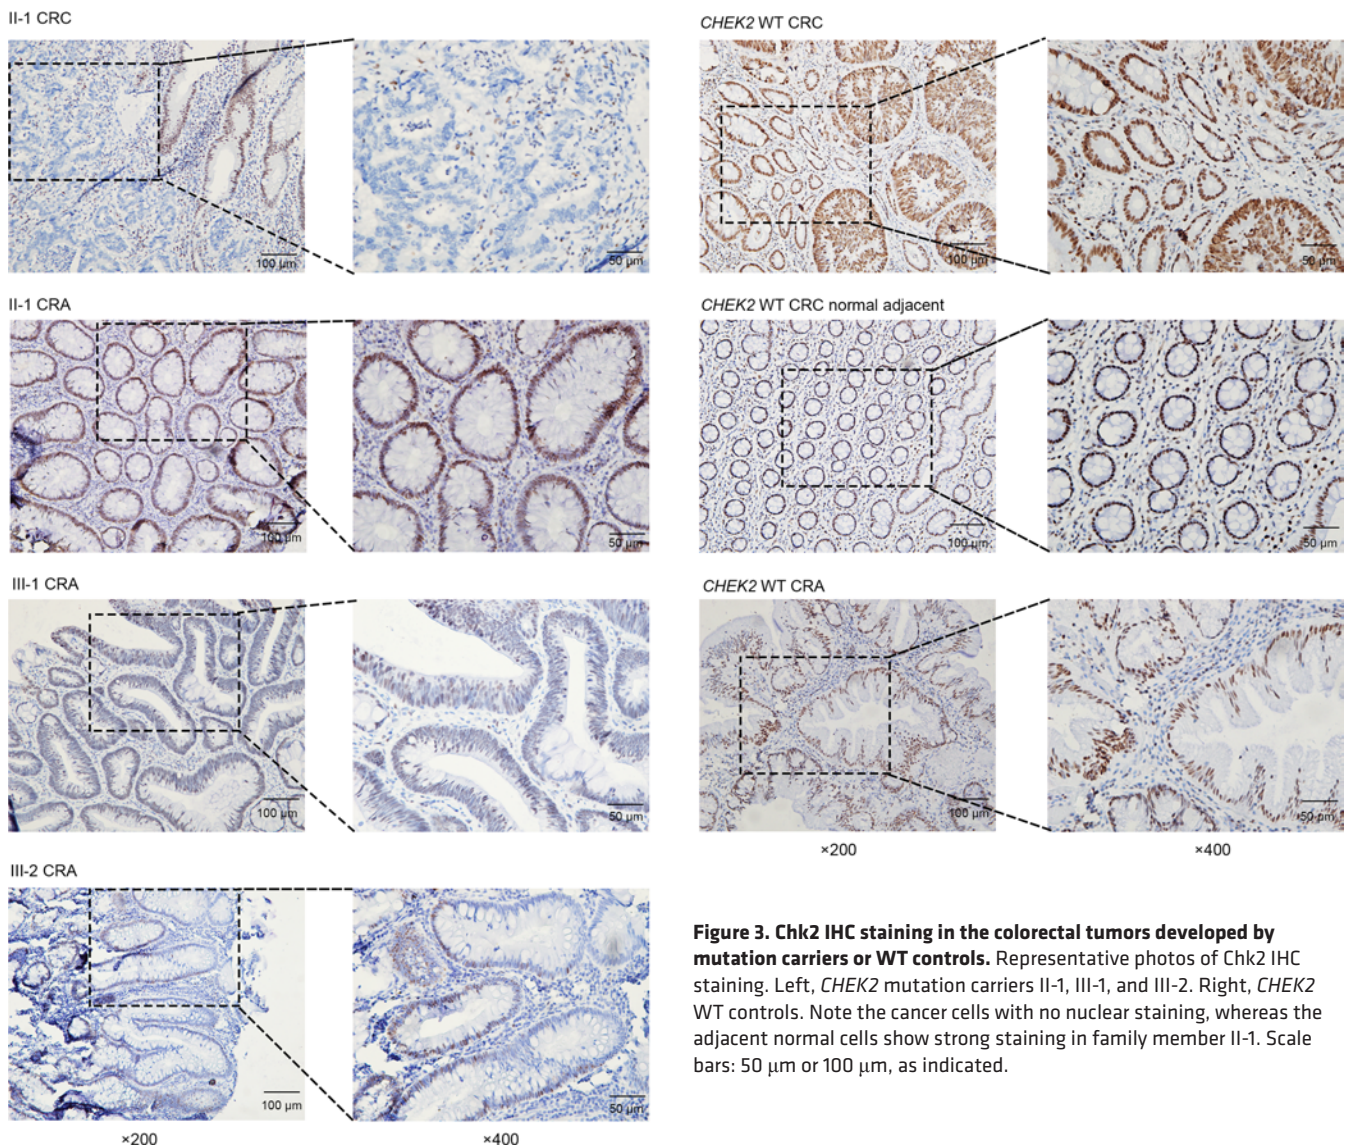 II-1 CRC
100 µm
50 µm
II-1 CRA
100 µm
50 µm
III-1 CRA
100 µm
50 µm
III-2 CRA
100 µm
50 µm
×200
×400
CHEK2 WT CRC
100 µm
50 µm
CHEK2 WT CRC normal adjacent
100 µm
50 µm
CHEK2 WT CRA
100 µm
50 µm
×200
×400
Figure 3. Chk2 IHC staining in the colorectal tumors developed by
mutation carriers or WT controls. Representative photos of Chk2 IHC
staining. Left, CHEK2 mutation carriers II-1, III-1, and III-2. Right, CHEK2
WT controls. Note the cancer cells with no nuclear staining, whereas the
adjacent normal cells show strong staining in family member II-1. Scale
bars: 50 µm or 100 µm, as indicated.